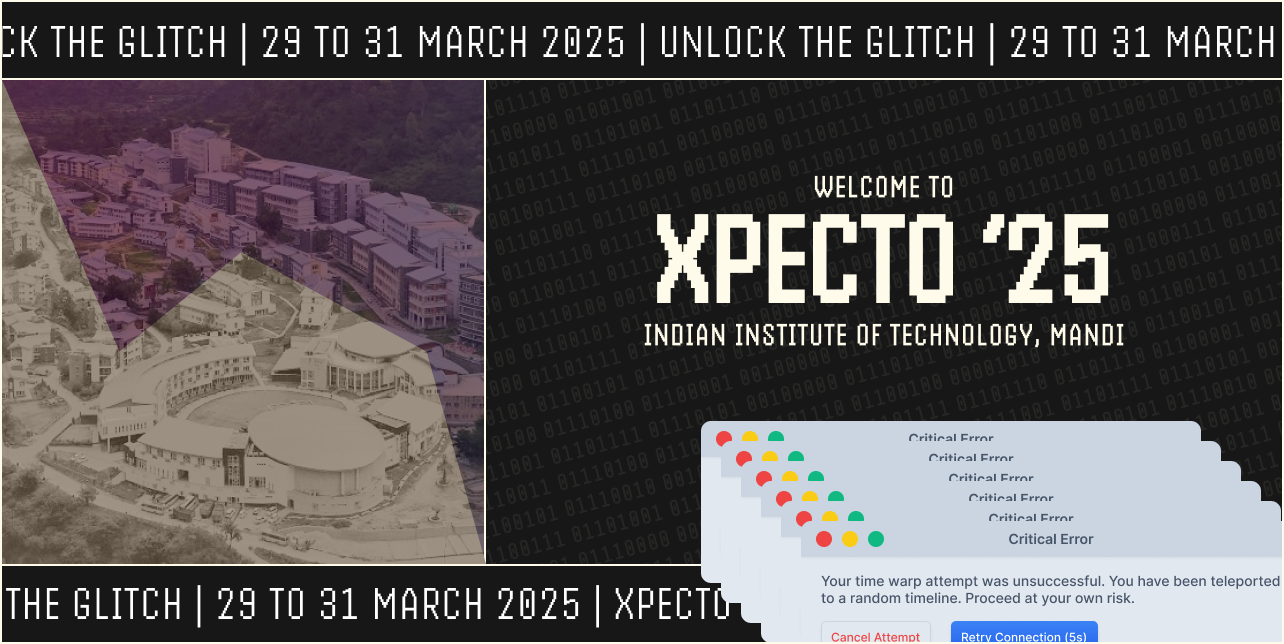 CK THE GLITCH | 29 TO 31 MARCH 2025 | UNLOCK THE GLITCH | 29 TO 31 MARCH
WELCOME TO
XPECTO '25
INDIAN INSTITUTE OF TECHNOLOGY, MANDI
Critical Error
Critical Error
Critical Error
Critical Error
Critical Error
Critical Error
Your time warp attempt was unsuccessful. You have been teleported
to a random timeline. Proceed at your own risk.
Cancel Attempt
Retry Connection (5s)
THE GLITCH | 29 TO 31 MARCH 2025 | XPECTO